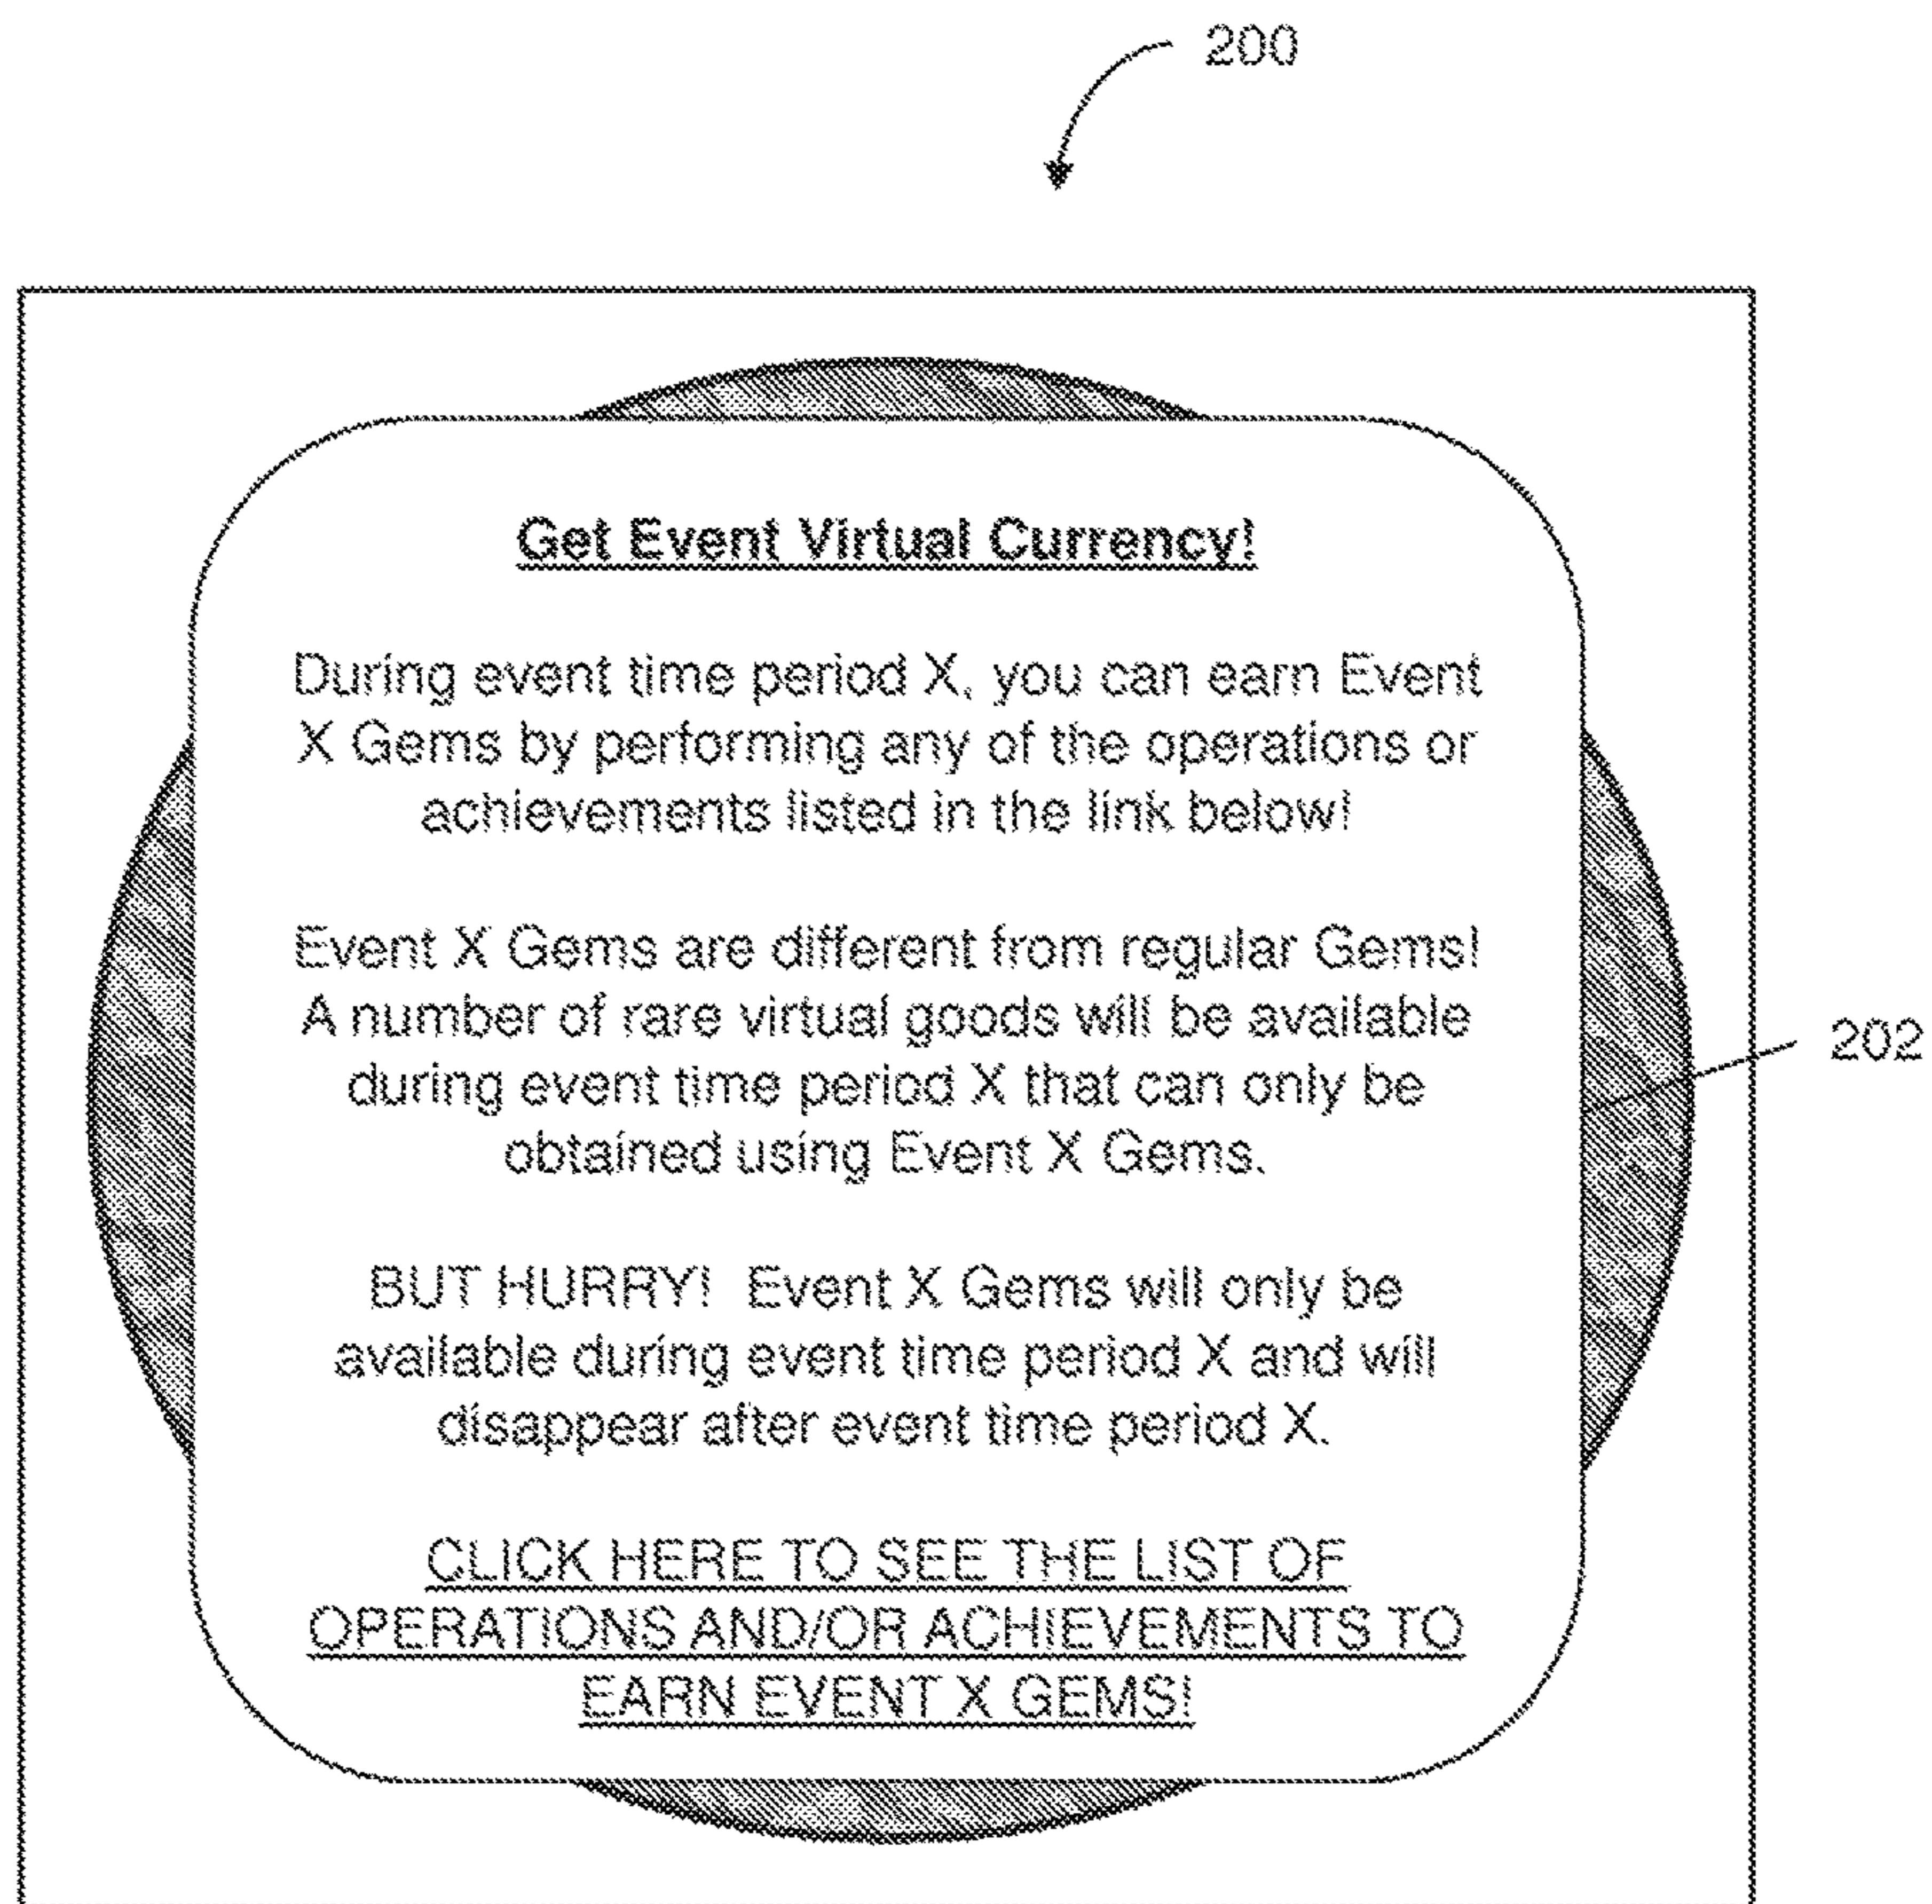 200
Get Event Virtual Currency!
During event time period X, you can earn Event
X Gems by performing any of the operations or
achievements listed in the link below!
Event X Gems are different from regular Gems!
A number of rare virtual goods will be available
during event time period X that can only be
obtained using Event X Gems.
202
BUT HURRY! Event X Gems will only be
available during event time period X and will
disappear after event time period X.
CLICK HERE TO SEE THE LIST OF
OPERATIONS AND/OR ACHIEVEMENTS TO
EARN EVENT X GEMS!